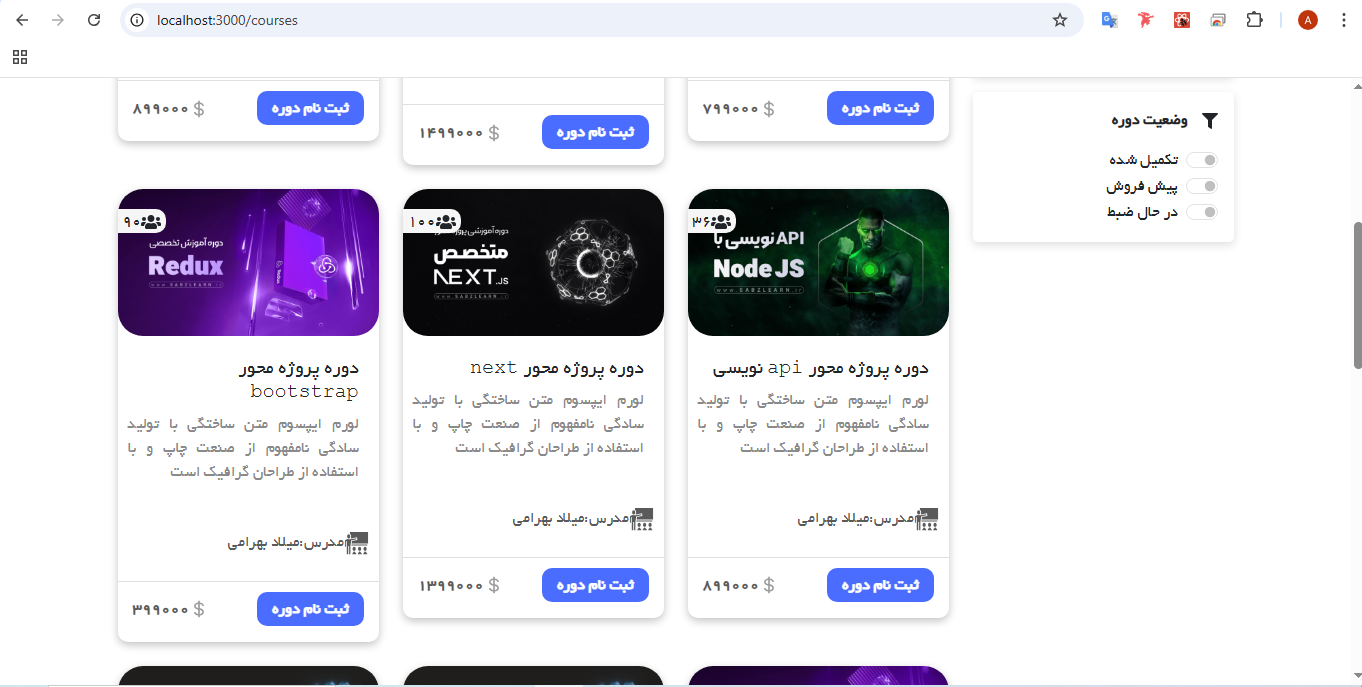 localhost:3000/courses
A
۷۹۹۰۰۰ $
ثبت نام دوره
۱۴۹۹۰۰۰ $
ثبت نام دوره
۸۹۹۰۰۰ $
ثبت نام دوره
وضعیت دوره
تکمیل شده
پیش فروش
در حال ضبط
۳۶
API نویسی با
Node JS
WWW.SABZLEARN.ir
دوره پروژه محور api نویسی
لورم ایپسوم متن ساختگی با تولید
سادگی نامفهوم از صنعت چاپ و با
استفاده از طراحان گرافیک است
مدرس:میلاد بهرامی
ثبت نام دوره
۸۹۹۰۰۰ $
۱۰۰
دوره آموزشی
متخصص
NEXT.JS
WWW.SABZLEARN.ir
دوره پروژه محور next
لورم ایپسوم متن ساختگی با تولید
سادگی نامفهوم از صنعت چاپ و با
استفاده از طراحان گرافیک است
مدرس:میلاد بهرامی
ثبت نام دوره
۱۳۹۹۰۰۰ $
۹۰
دوره آموزش تخصصی
Redux
WWW.SABZLEARN.ir
دوره پروژه محور
bootstrap
لورم ایپسوم متن ساختگی با تولید
سادگی نامفهوم از صنعت چاپ و با
استفاده از طراحان گرافیک است
مدرس:میلاد بهرامی
ثبت نام دوره
۳۹۹۰۰۰ $